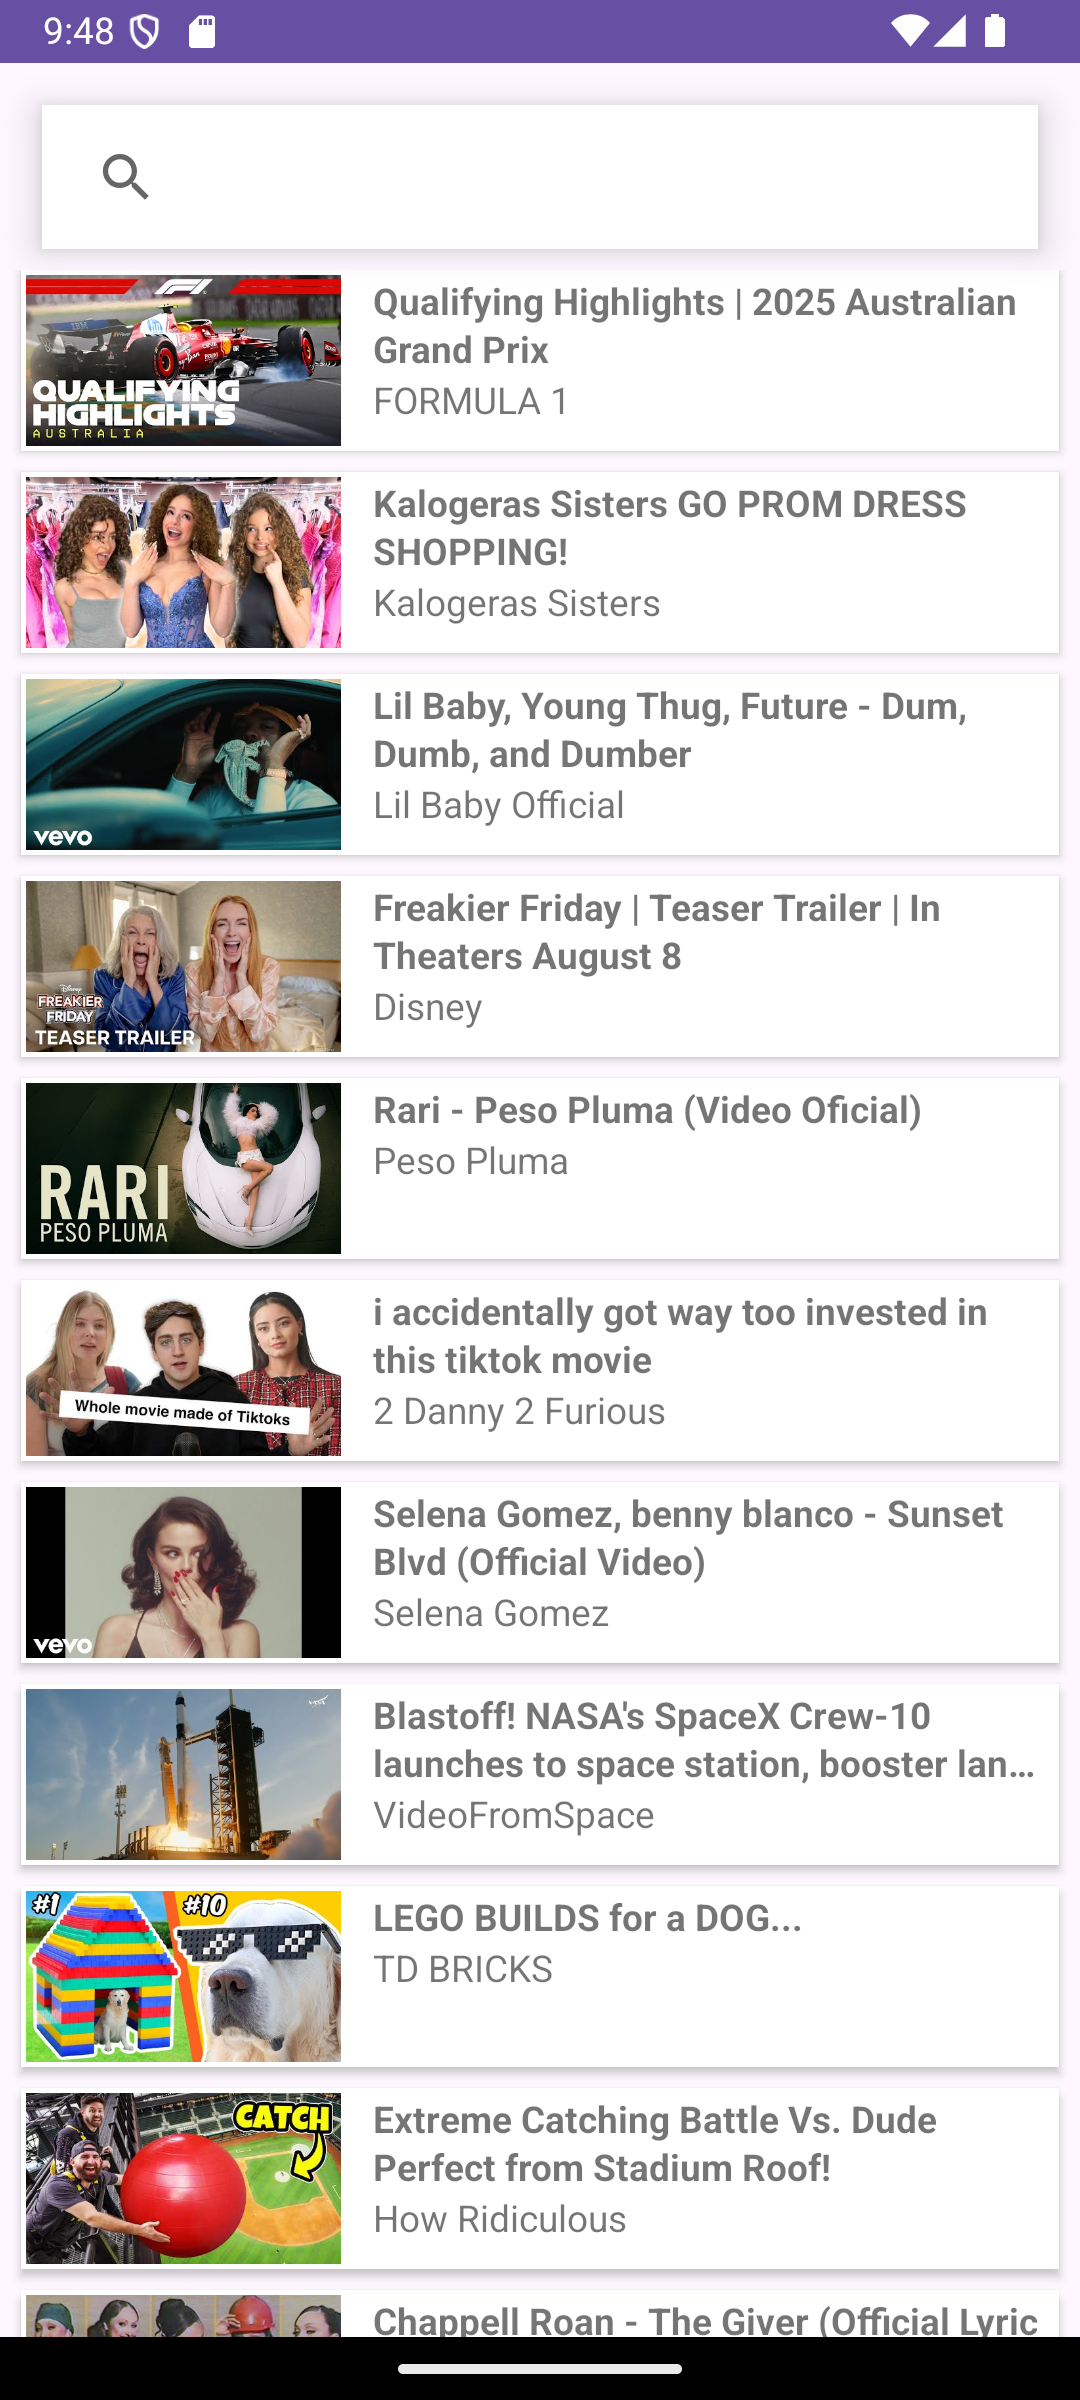 9:48
F1
QUALIFYING
HIGHLIGHTS
AUSTRALIA
Qualifying Highlights | 2025 Australian
Grand Prix
FORMULA 1
Kalogeras Sisters GO PROM DRESS
SHOPPING!
Kalogeras Sisters
vevo
Lil Baby, Young Thug, Future - Dum,
Dumb, and Dumber
Lil Baby Official
Disney
FREAKIER
FRIDAY
TEASER TRAILER
Freakier Friday | Teaser Trailer | In
Theaters August 8
Disney
RARI
PESO PLUMA
Rari - Peso Pluma (Video Oficial)
Peso Pluma
Whole movie made of Tiktoks
i accidentally got way too invested in
this tiktok movie
2 Danny 2 Furious
vevo
Selena Gomez, benny blanco - Sunset
Blvd (Official Video)
Selena Gomez
Blastoff! NASA's SpaceX Crew-10
launches to space station, booster lan…
VideoFromSpace
#1
#10
LEGO BUILDS for a DOG...
TD BRICKS
CATCH
Extreme Catching Battle Vs. Dude
Perfect from Stadium Roof!
How Ridiculous
Chappell Roan - The Giver (Official Lyric